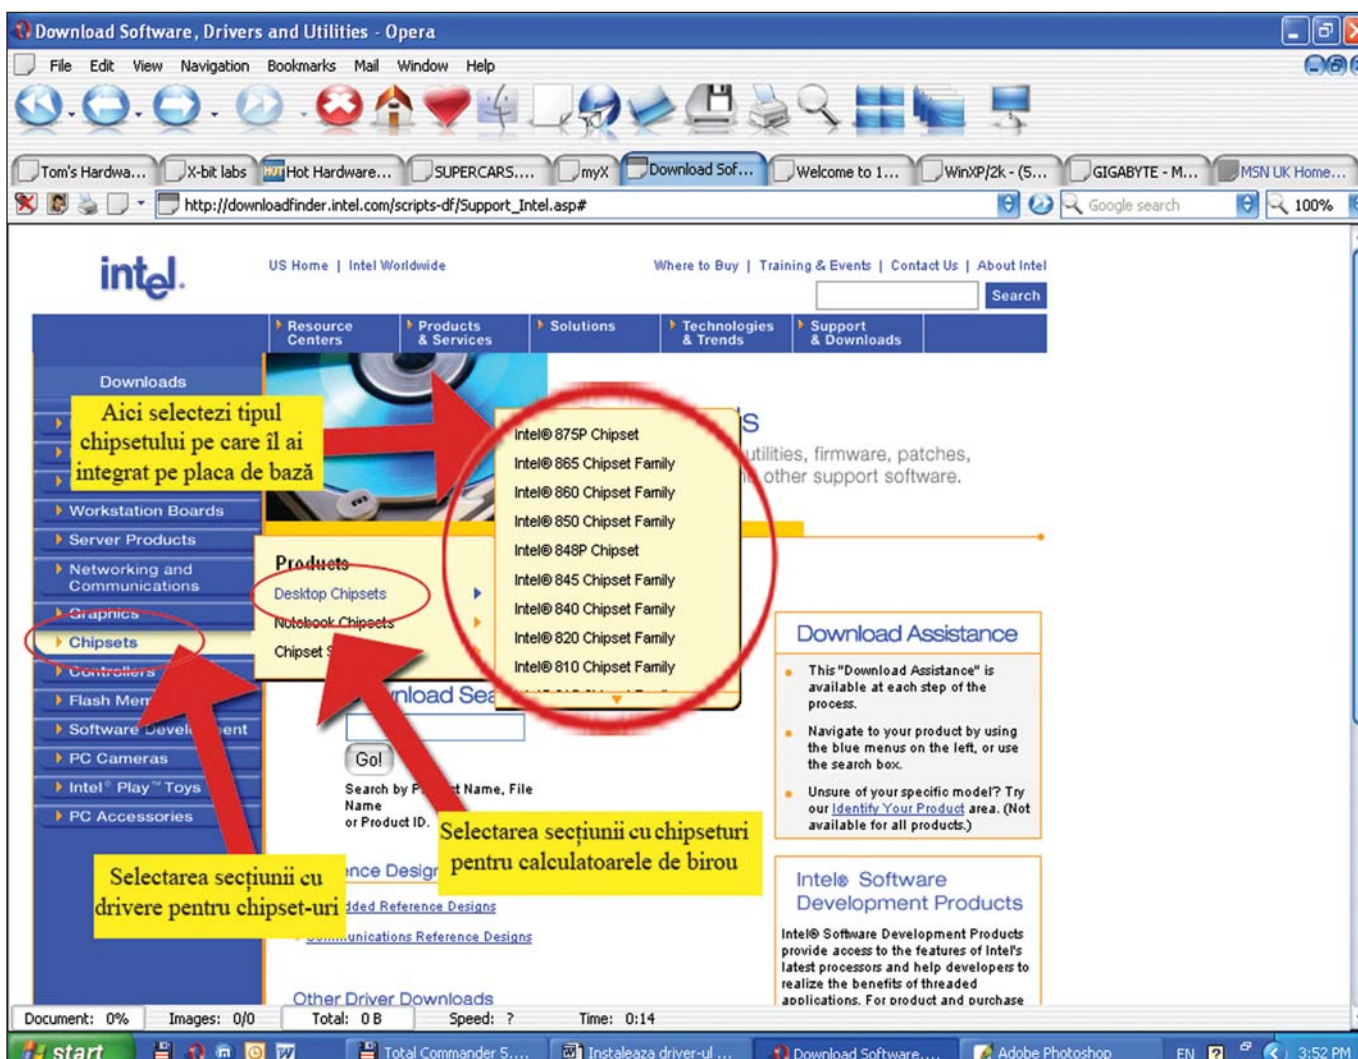 Download Software, Drivers and Utilities - Opera
File Edit View Navigation Bookmarks Mail Window Help
Tom's Hardwa... X-bit labs Hot Hardware... SUPERCARS.... myX Download Sof... Welcome to 1... WinXP/2k - (5... GIGABYTE - M... MSN UK Home...
http://downloadfinder.intel.com/scripts-df/Support_Intel.asp# Google search 100%
intel.
US Home | Intel Worldwide
Where to Buy | Training & Events | Contact Us | About Intel
Search
Resource Centers
Products & Services
Solutions
Technologies & Trends
Support & Downloads
Downloads
Aici selectezi tipul
chipsetului pe care îl ai
integrat pe placa de bază
Workstation Boards
Server Products
Networking and
Communications
Graphics
Chipsets
Controllers
Flash Mem
Software Development
PC Cameras
Intel® Play™ Toys
PC Accessories
utilities, firmware, patches,
other support software.
Products
Desktop Chipsets
Notebook Chipsets
Chipset S
Intel® 875P Chipset
Intel® 865 Chipset Family
Intel® 860 Chipset Family
Intel® 850 Chipset Family
Intel® 848P Chipset
Intel® 845 Chipset Family
Intel® 840 Chipset Family
Intel® 820 Chipset Family
Intel® 810 Chipset Family
nload Sea
Go!
Search by Product Name, File
Name
or Product ID.
Selectarea secțiunii cu chipseturi
pentru calculatoarele de birou
Selectarea secțiunii cu
drivere pentru chipset-uri
ence Desig
dded Reference Designs
Communications Reference Designs
Other Driver Downloads
Download Assistance
This "Download Assistance" is
available at each step of the
process.
Navigate to your product by using
the blue menus on the left, or use
the search box.
Unsure of your specific model? Try
our Identify Your Product area. (Not
available for all products.)
Intel® Software
Development Products
Intel® Software Development Products
provide access to the features of Intel's
latest processors and help developers to
realize the benefits of threaded
applications. For product and purchase
Document: 0% Images: 0/0 Total: 0 B Speed: ? Time: 0:14
start Total Commander 5.... Instaleaza driver-ul ... Download Software,... Adobe Photoshop EN 3:52 PM